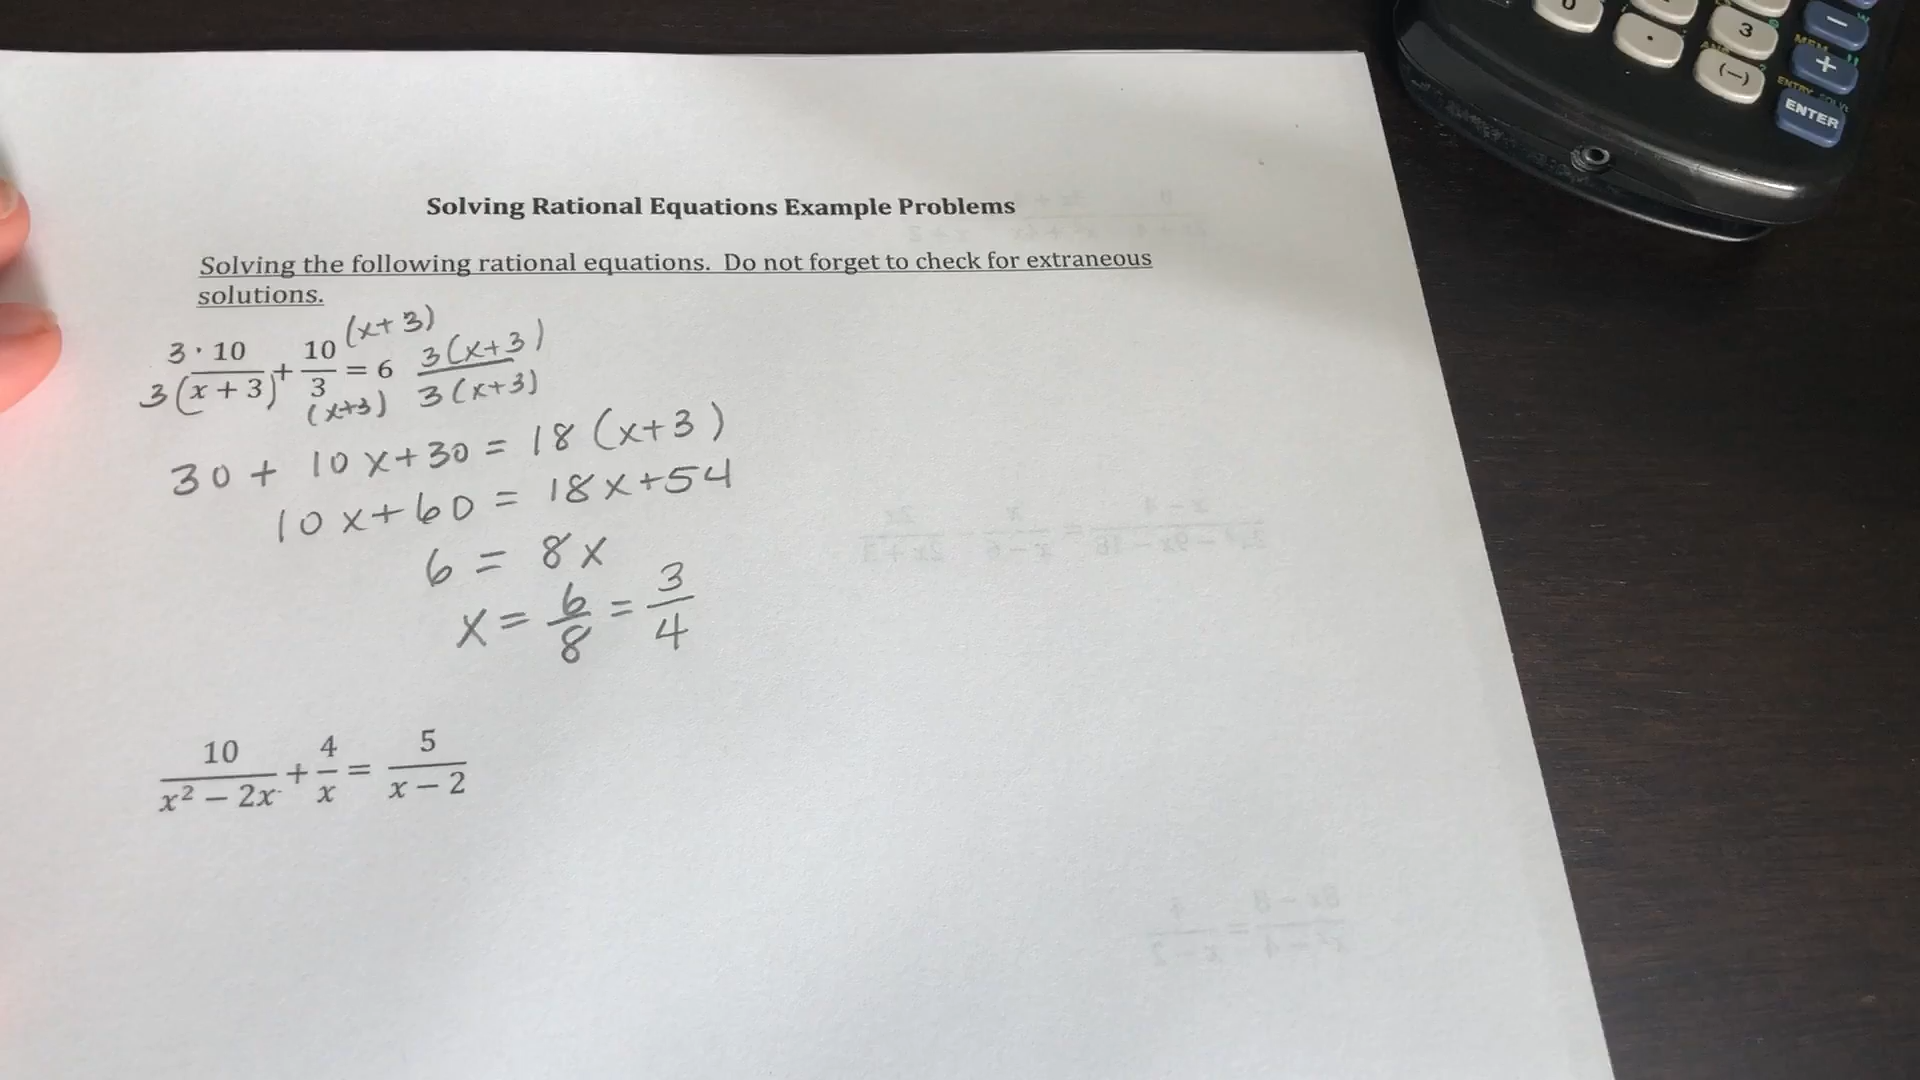 Solving Rational Equations Example Problems
Solving the following rational equations. Do not forget to check for extraneous
solutions.
3 · 10 / 3(x + 3) + 10 (x+3) / 3 (x+3) = 6 3(x+3) / 3(x+3)
30 + 10x+30 = 18 (x+3)
10x+60 = 18x+54
6 = 8x
x = 6/8 = 3/4
10 / x² − 2x + 4 / x = 5 / x − 2
0
.
3
(−)
−
+
ENTRY
ENTER